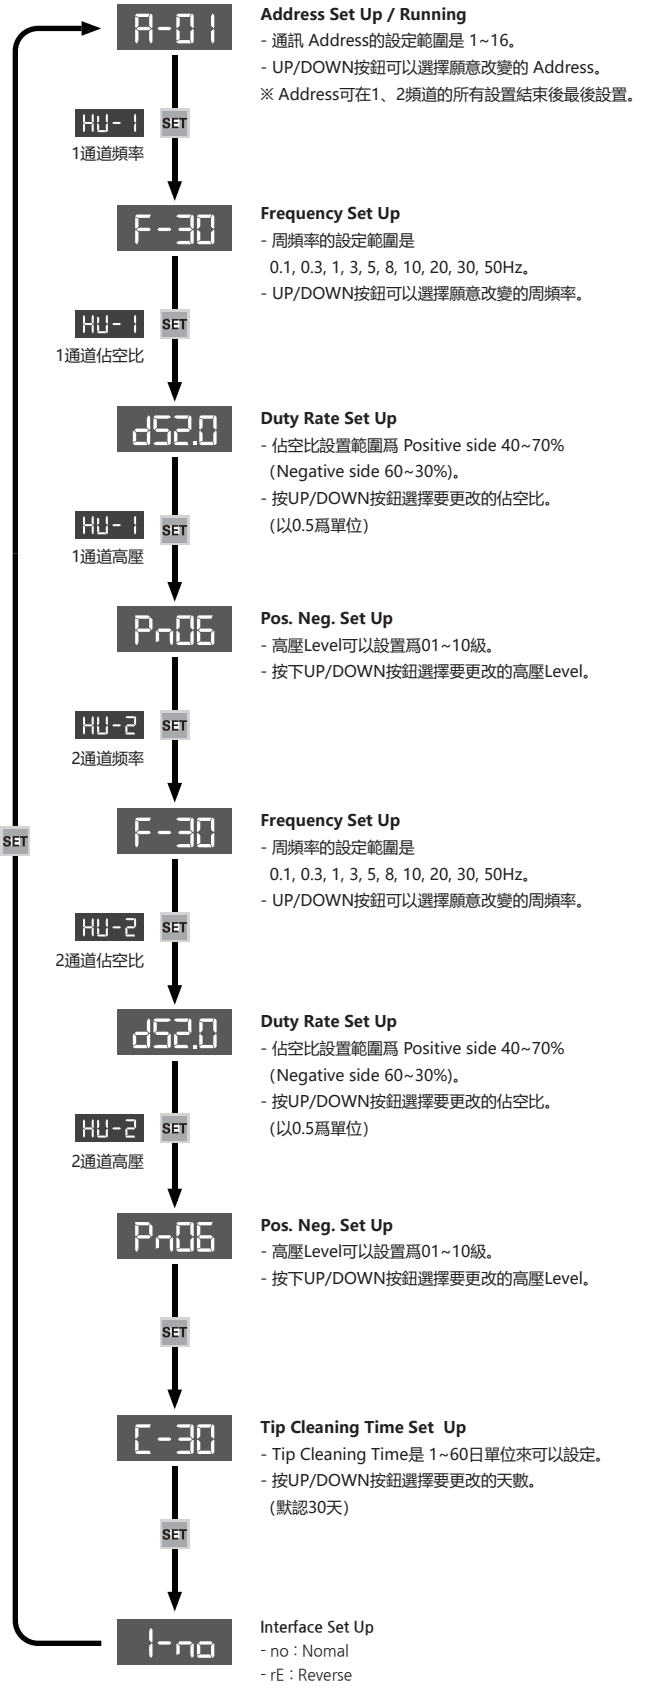 A-01
Address Set Up / Running
- 通訊 Address的設定範圍是 1~16。
- UP/DOWN按鈕可以選擇願意改變的 Address。
※ Address可在1、2頻道的所有設置結束後最後設置。
HU-1 SET
1通道頻率
F-30
Frequency Set Up
- 周頻率的設定範圍是
0.1, 0.3, 1, 3, 5, 8, 10, 20, 30, 50Hz。
- UP/DOWN按鈕可以選擇願意改變的周頻率。
HU-1 SET
1通道佔空比
d52.0
Duty Rate Set Up
- 佔空比設置範圍爲 Positive side 40~70%
(Negative side 60~30%)。
- 按UP/DOWN按鈕選擇要更改的佔空比。
(以0.5爲單位)
HU-1 SET
1通道高壓
Pn06
Pos. Neg. Set Up
- 高壓Level可以設置爲01~10級。
- 按下UP/DOWN按鈕選擇要更改的高壓Level。
HU-2 SET
2通道频率
F-30
Frequency Set Up
- 周頻率的設定範圍是
0.1, 0.3, 1, 3, 5, 8, 10, 20, 30, 50Hz。
- UP/DOWN按鈕可以選擇願意改變的周頻率。
SET
HU-2 SET
2通道佔空比
d52.0
Duty Rate Set Up
- 佔空比設置範圍爲 Positive side 40~70%
(Negative side 60~30%)。
- 按UP/DOWN按鈕選擇要更改的佔空比。
(以0.5爲單位)
HU-2 SET
2通道高壓
Pn06
Pos. Neg. Set Up
- 高壓Level可以設置爲01~10級。
- 按下UP/DOWN按鈕選擇要更改的高壓Level。
SET
C-30
Tip Cleaning Time Set Up
- Tip Cleaning Time是 1~60日單位來可以設定。
- 按UP/DOWN按鈕選擇要更改的天數。
(默認30天)
SET
I-no
Interface Set Up
- no : Nomal
- rE : Reverse